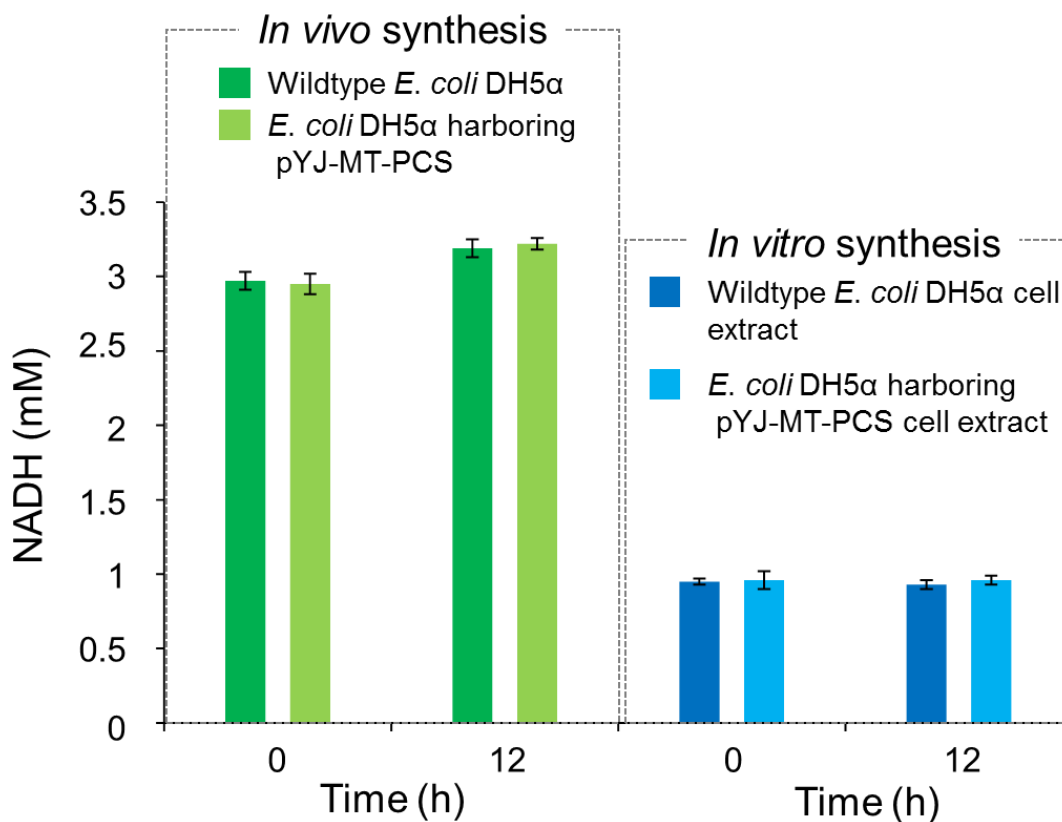 In vivo synthesis
Wildtype E. coli DH5α
E. coli DH5α harboring
pYJ-MT-PCS
In vitro synthesis
Wildtype E. coli DH5α cell
extract
E. coli DH5α harboring
pYJ-MT-PCS cell extract
NADH (mM)
3.5
3
2.5
2
1.5
1
0.5
0
0
12
0
12
Time (h)
Time (h)